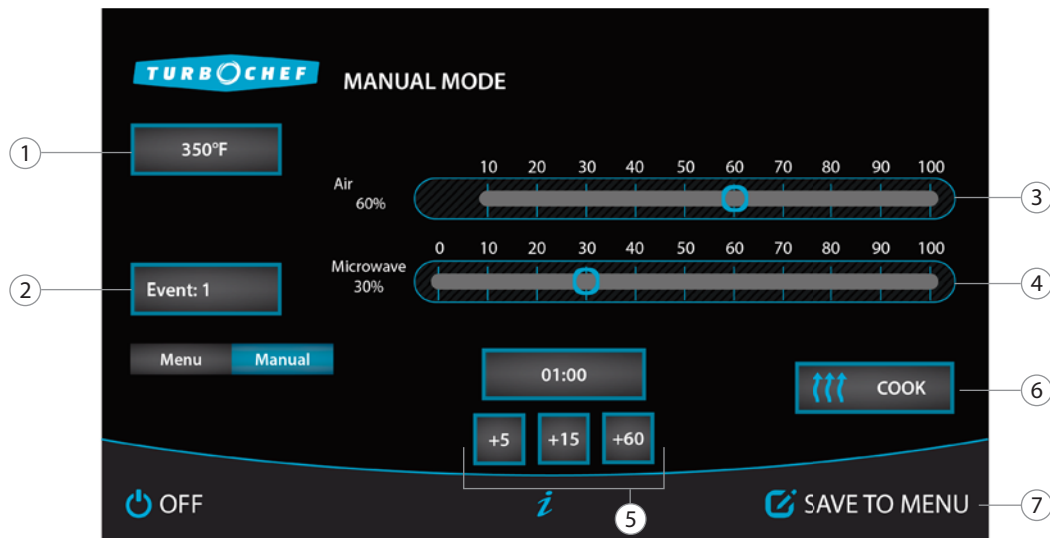 TURBOCHEF
MANUAL MODE
1
350°F
10 20 30 40 50 60 70 80 90 100
Air
60%
3
0 10 20 30 40 50 60 70 80 90 100
Microwave
30%
4
2
Event: 1
Menu Manual
01:00
COOK
6
+5 +15 +60
OFF
i
5
SAVE TO MENU
7